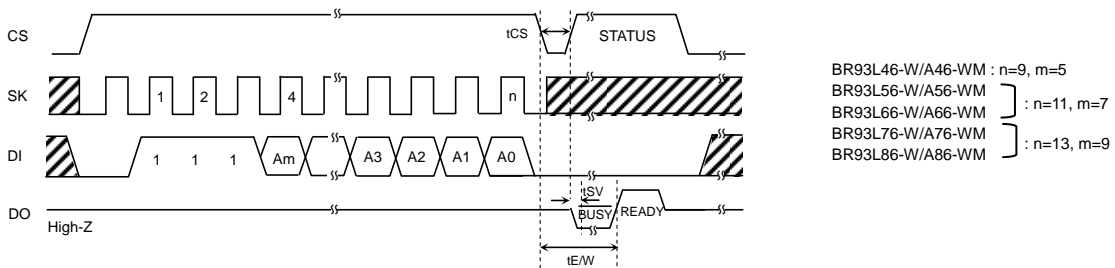 CS
tCS
STATUS
SK
1 2 4 n
DI
1 1 1 Am A3 A2 A1 A0
DO
High-Z
tSV
BUSY READY
tE/W
BR93L46-W/A46-WM : n=9, m=5
BR93L56-W/A56-WM
BR93L66-W/A66-WM : n=11, m=7
BR93L76-W/A76-WM
BR93L86-W/A86-WM : n=13, m=9